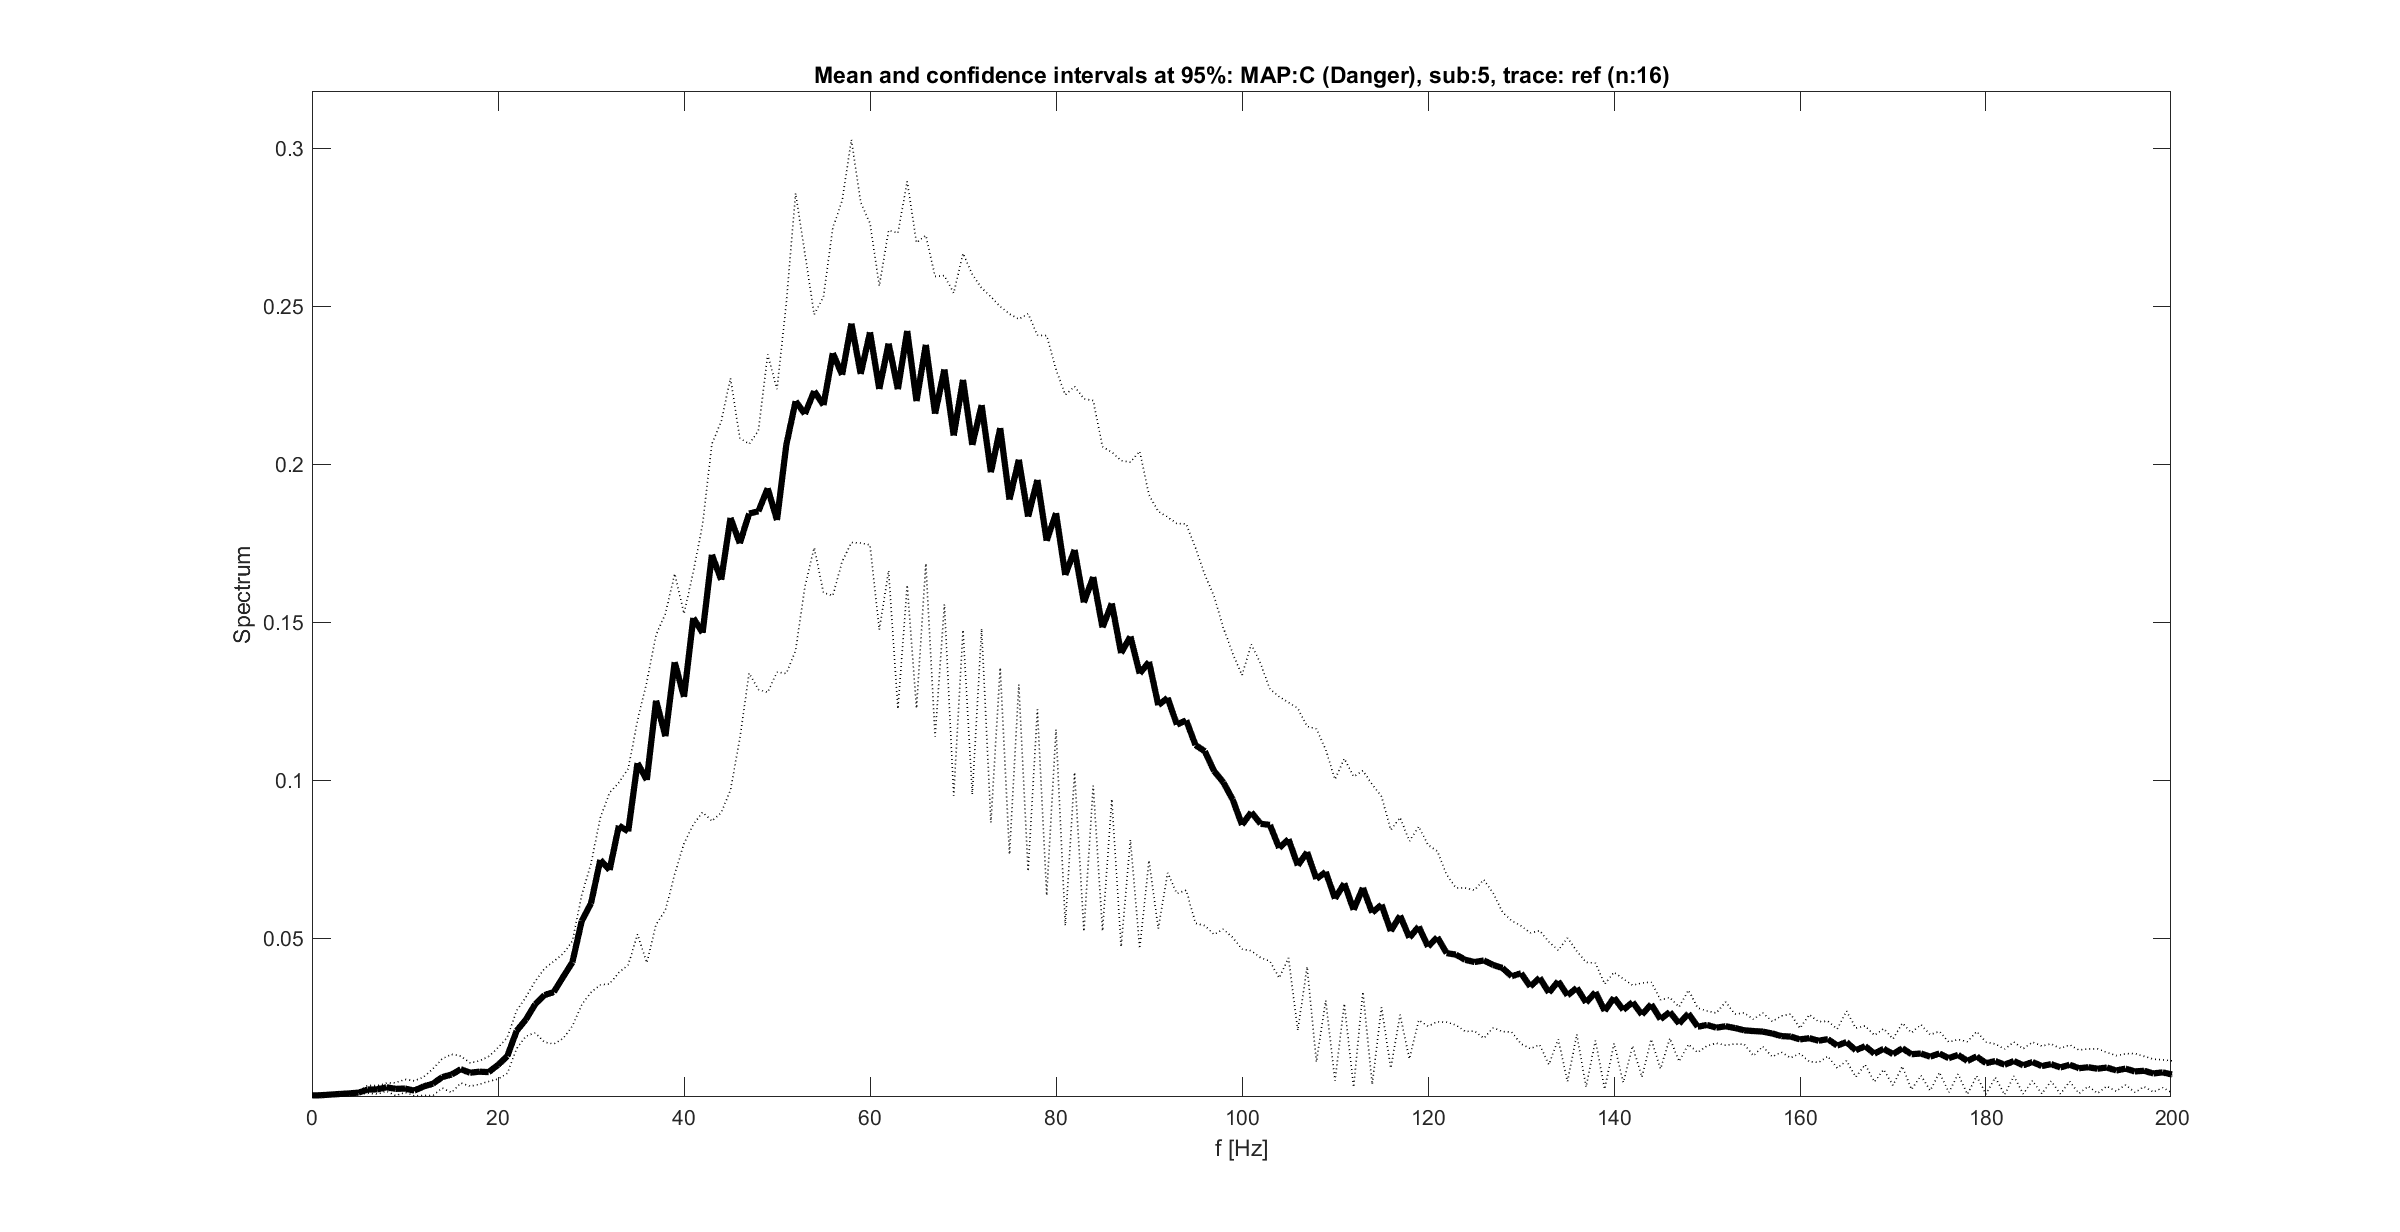 Mean and confidence intervals at 95%: MAP:C (Danger), sub:5, trace: ref (n:16)
0.3
0.25
0.2
0.15
0.1
0.05
Spectrum
0 20 40 60 80 100 120 140 160 180 200
f [Hz]